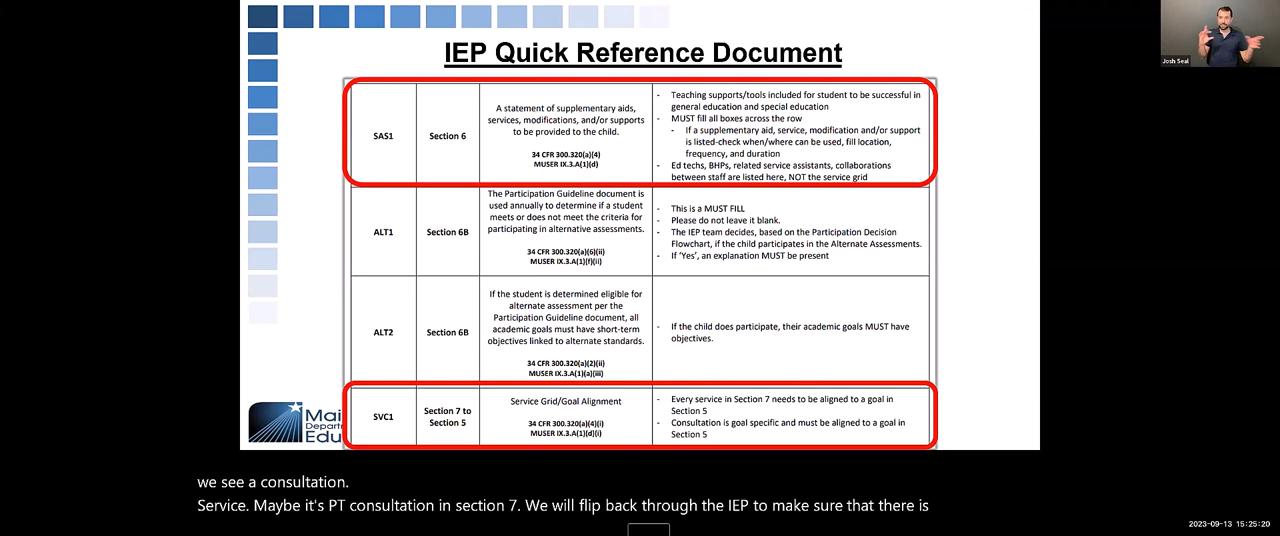 Josh Seal
IEP Quick Reference Document
SAS1
Section 6
A statement of supplementary aids,
services, modifications, and/or supports
to be provided to the child.
34 CFR 300.320(a)(4)
MUSER IX.3.A(1)(d)
- Teaching supports/tools included for student to be successful in
general education and special education
- MUST fill all boxes across the row
- If a supplementary aid, service, modification and/or support
is listed-check when/where can be used, fill location,
frequency, and duration
- Ed techs, BHPs, related service assistants, collaborations
between staff are listed here, NOT the service grid
ALT1
Section 6B
The Participation Guideline document is
used annually to determine if a student
meets or does not meet the criteria for
participating in alternative assessments.
34 CFR 300.320(a)(6)(ii)
MUSER IX.3.A(1)(f)(ii)
- This is a MUST FILL
- Please do not leave it blank.
- The IEP team decides, based on the Participation Decision
Flowchart, if the child participates in the Alternate Assessments.
- If 'Yes', an explanation MUST be present
ALT2
Section 6B
If the student is determined eligible for
alternate assessment per the
Participation Guideline document, all
academic goals must have short-term
objectives linked to alternate standards.
34 CFR 300.320(a)(2)(ii)
MUSER IX.3.A(1)(a)(iii)
- If the child does participate, their academic goals MUST have
objectives.
SVC1
Section 7 to
Section 5
Service Grid/Goal Alignment
34 CFR 300.320(a)(4)(i)
MUSER IX.3.A(1)(d)(i)
- Every service in Section 7 needs to be aligned to a goal in
Section 5
- Consultation is goal specific and must be aligned to a goal in
Section 5
Mai
Depar
Edu
we see a consultation.
Service. Maybe it's PT consultation in section 7. We will flip back through the IEP to make sure that there is
2023-09-13 15:25:20